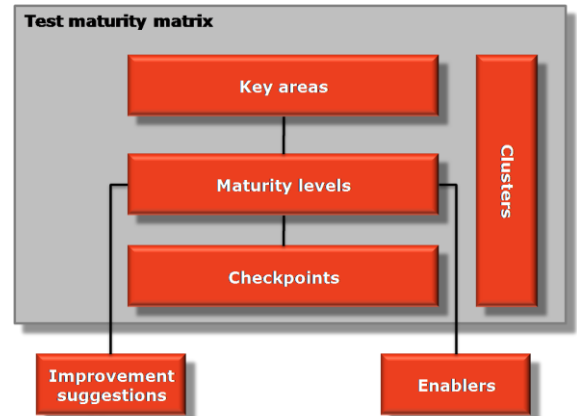 Test maturity matrix
Key areas
Clusters
Maturity levels
Checkpoints
Improvement
suggestions
Enablers